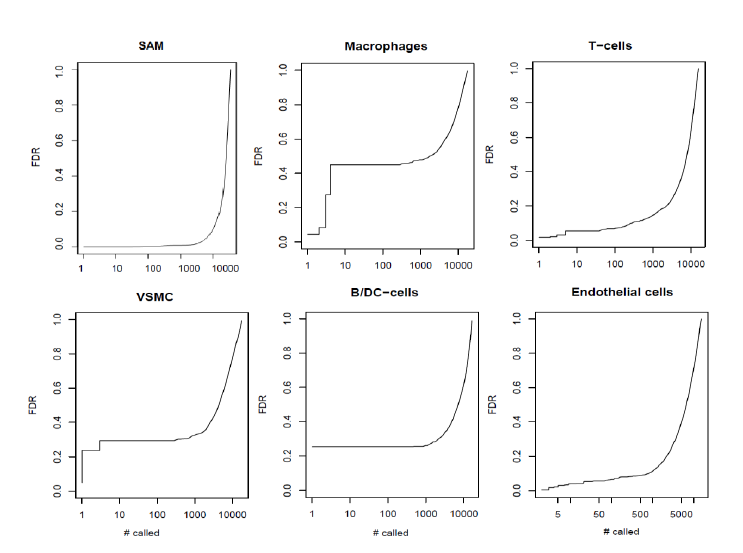 SAM
FDR
0.0 0.2 0.4 0.6 0.8 1.0
1 10 100 1000 10000
Macrophages
FDR
0.0 0.2 0.4 0.6 0.8 1.0
1 10 100 1000 10000
T−cells
FDR
0.0 0.2 0.4 0.6 0.8 1.0
1 10 100 1000 10000
VSMC
FDR
0.0 0.2 0.4 0.6 0.8 1.0
1 10 100 1000 10000
# called
B/DC−cells
FDR
0.0 0.2 0.4 0.6 0.8 1.0
1 10 100 1000 10000
# called
Endothelial cells
FDR
0.0 0.2 0.4 0.6 0.8 1.0
5 50 500 5000
# called